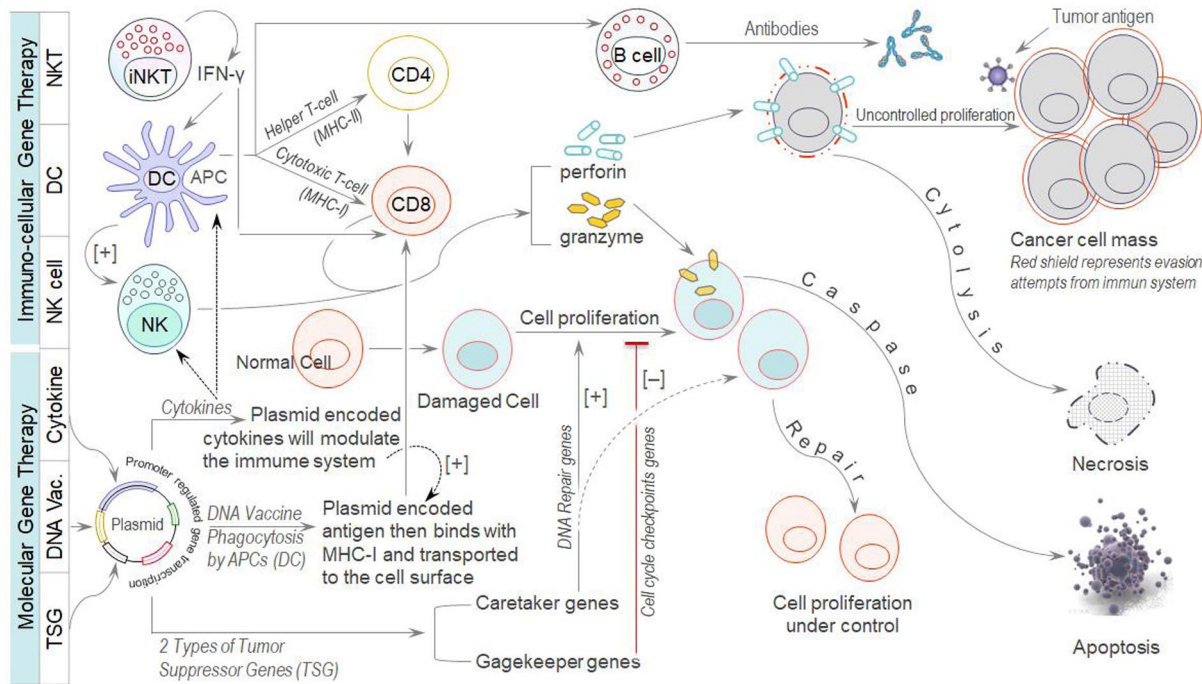 Immuno-cellular Gene Therapy
Molecular Gene Therapy
NKT
DC
NK cell
Cytokine
DNA Vac.
TSG
iNKT
IFN-γ
DC
APC
[+]
NK
Helper T-cell
(MHC-II)
Cytotoxic T-cell
(MHC-I)
CD4
CD8
B cell
Antibodies
Tumor antigen
Uncontrolled proliferation
perforin
granzyme
Cancer cell mass
Red shield represents evasion
attempts from immun system
Cytolysis
Caspase
Repair
Normal Cell
Damaged Cell
Cell proliferation
[+]
[–]
DNA Repair genes
Cell cycle checkpoints genes
Necrosis
Apoptosis
Cell proliferation
under control
Cytokines
Plasmid encoded
cytokines will modulate
the immume system
[+]
Promoter regulated gene transcription
Plasmid
DNA Vaccine
Phagocytosis
by APCs (DC)
Plasmid encoded
antigen then binds with
MHC-I and transported
to the cell surface
2 Types of Tumor
Suppressor Genes (TSG)
Caretaker genes
Gagekeeper genes